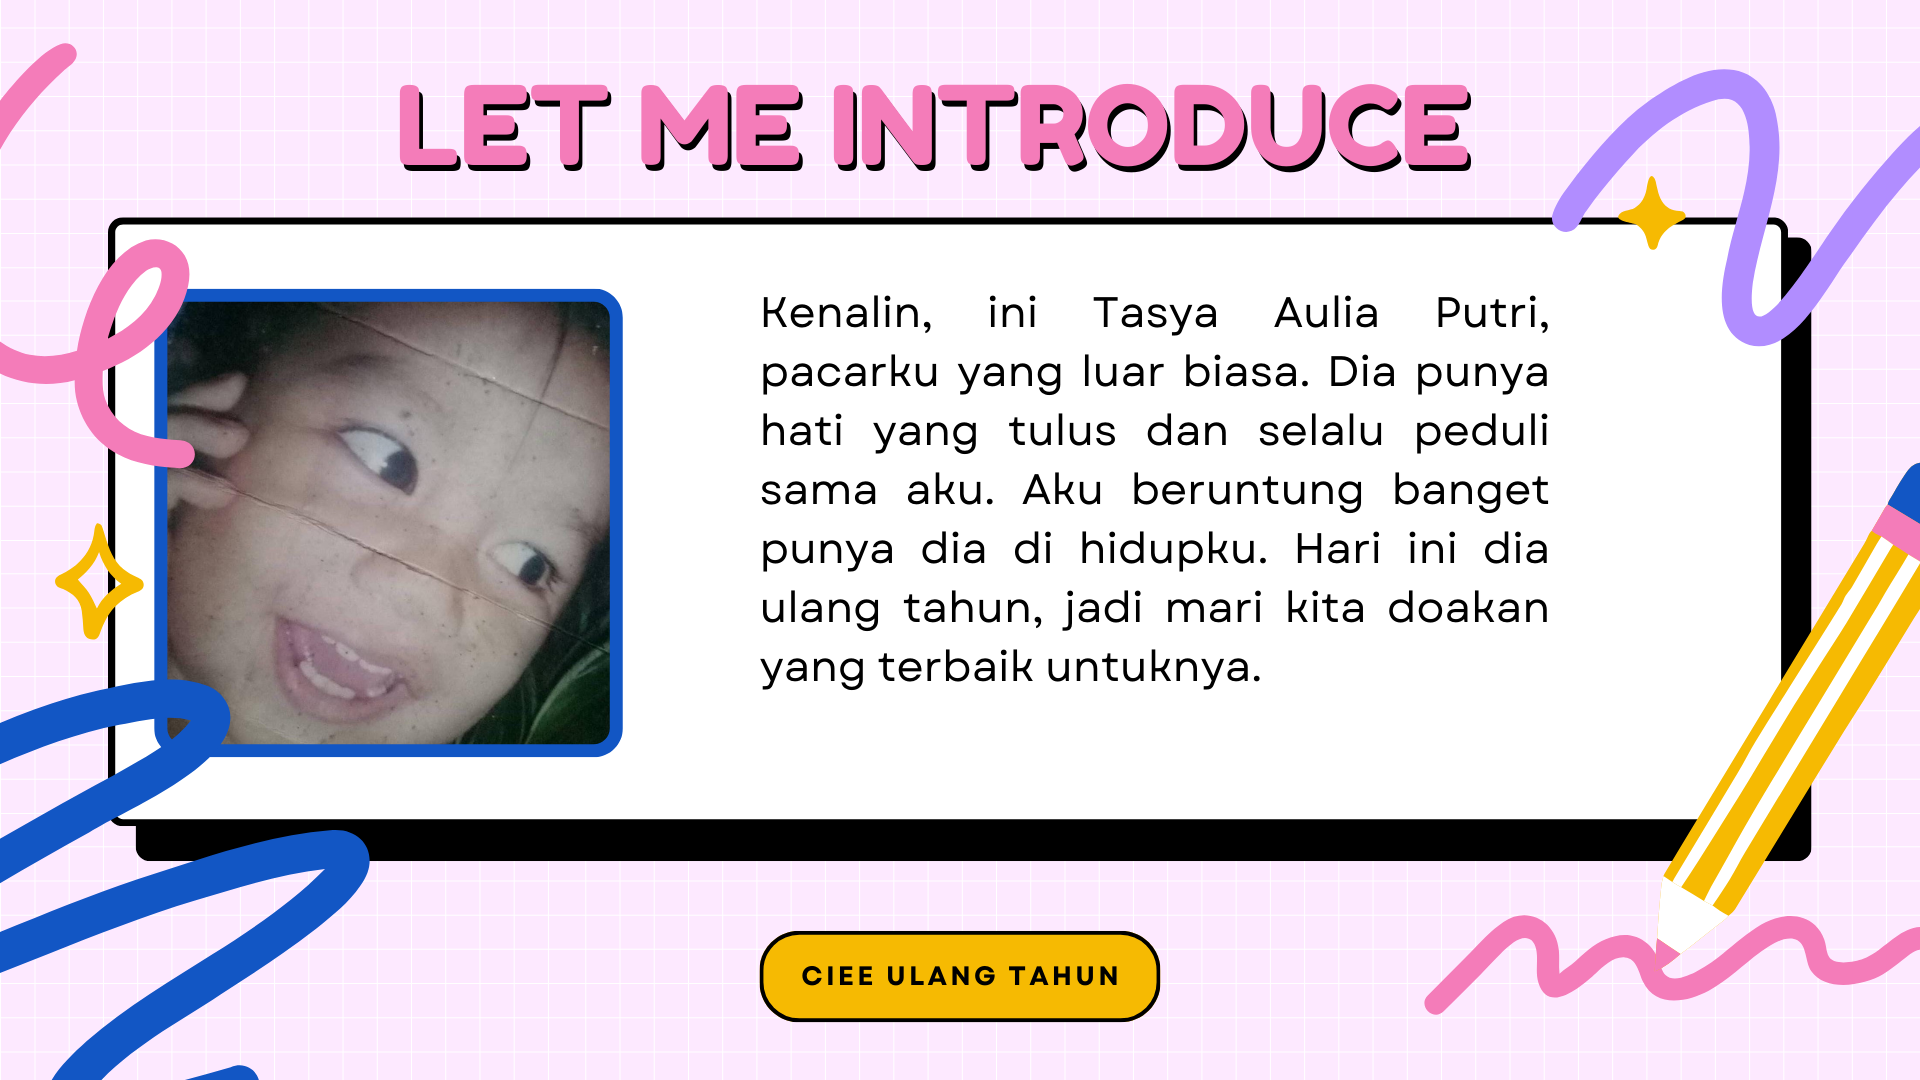 LET ME INTRODUCE
Kenalin, ini Tasya Aulia Putri,
pacarku yang luar biasa. Dia punya
hati yang tulus dan selalu peduli
sama aku. Aku beruntung banget
punya dia di hidupku. Hari ini dia
ulang tahun, jadi mari kita doakan
yang terbaik untuknya.
CIEE ULANG TAHUN